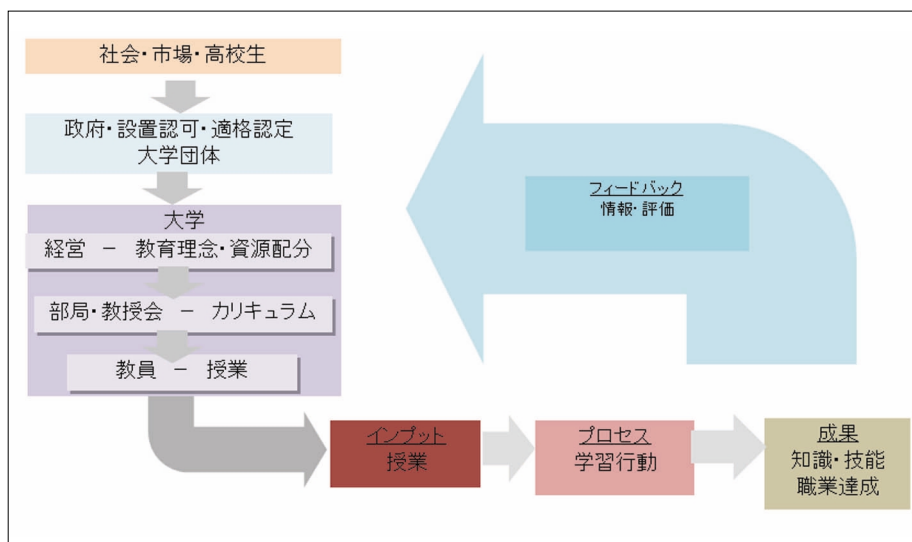 社会・市場・高校生
政府・設置認可・適格認定
大学団体
大学
経営 － 教育理念・資源配分
部局・教授会 － カリキュラム
教員 － 授業
フィードバック
情報・評価
インプット
授業
プロセス
学習行動
成果
知識・技能
職業達成